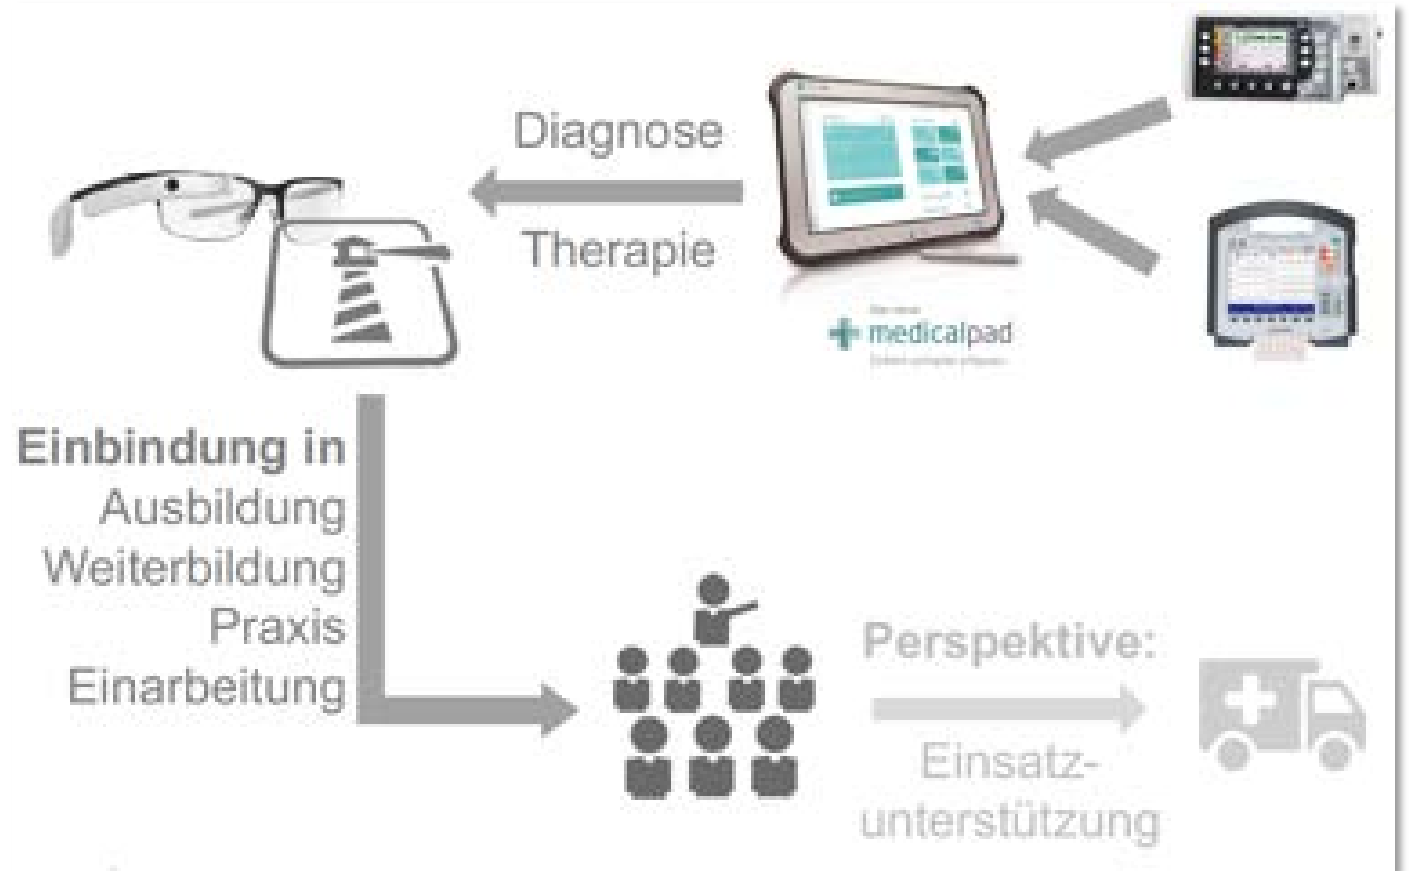 Diagnose
Therapie
medicalpad
Einbindung in
Ausbildung
Weiterbildung
Praxis
Einarbeitung
Perspektive:
Einsatz-
unterstützung